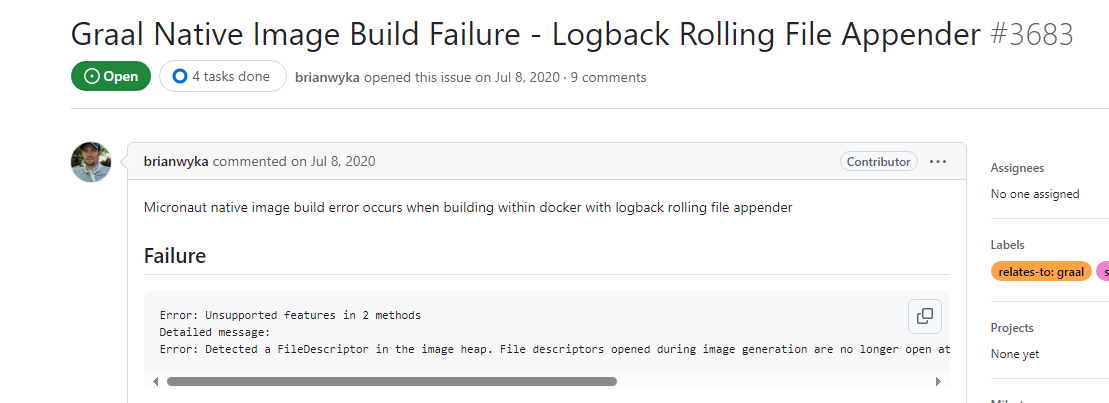 Graal Native Image Build Failure - Logback Rolling File Appender #3683
Open 4 tasks done brianwyka opened this issue on Jul 8, 2020 · 9 comments
brianwyka commented on Jul 8, 2020 Contributor
Micronaut native image build error occurs when building within docker with logback rolling file appender
Failure
Error: Unsupported features in 2 methods
Detailed message:
Error: Detected a FileDescriptor in the image heap. File descriptors opened during image generation are no longer open at
Assignees
No one assigned
Labels
relates-to: graal
Projects
None yet